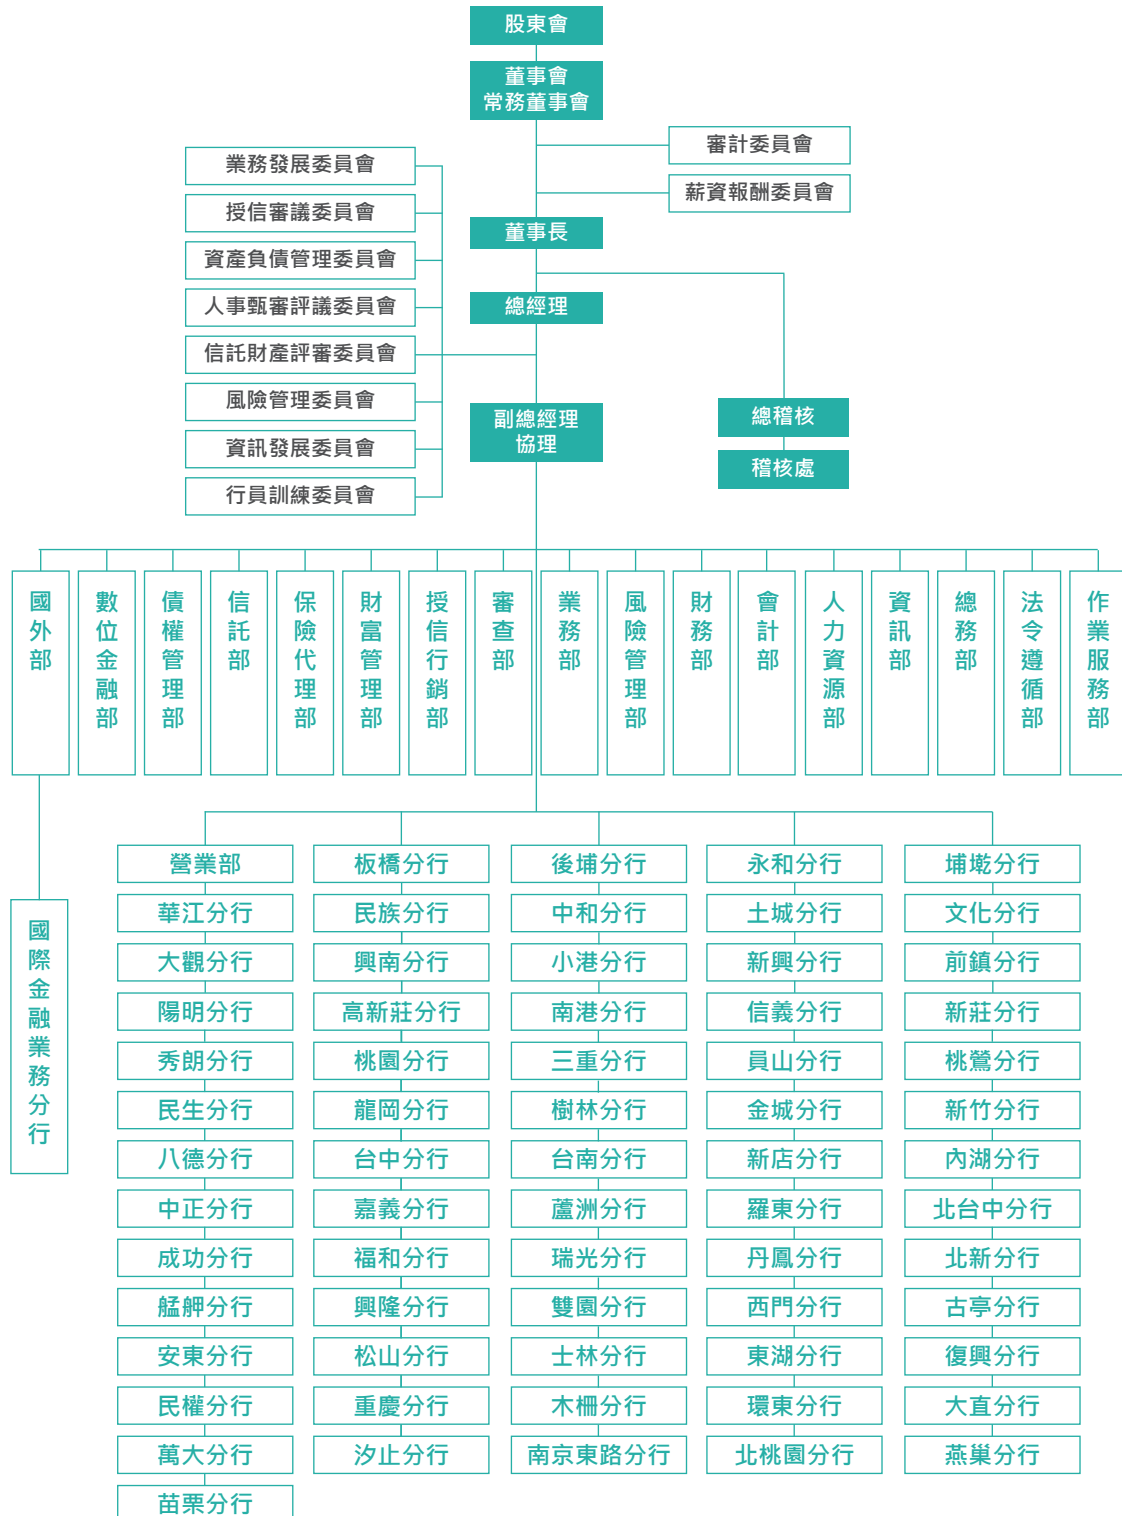 股東會
董事會
常務董事會
審計委員會
薪資報酬委員會
業務發展委員會
授信審議委員會
資產負債管理委員會
人事甄審評議委員會
信託財產評審委員會
風險管理委員會
資訊發展委員會
行員訓練委員會
董事長
總經理
副總經理
協理
總稽核
稽核處
國外部
數位金融部
債權管理部
信託部
保險代理部
財富管理部
授信行銷部
審查部
業務部
風險管理部
財務部
會計部
人力資源部
資訊部
總務部
法令遵循部
作業服務部
國際金融業務分行
營業部
華江分行
大觀分行
陽明分行
秀朗分行
民生分行
八德分行
中正分行
成功分行
艋舺分行
安東分行
民權分行
萬大分行
苗栗分行
板橋分行
民族分行
興南分行
高新莊分行
桃園分行
龍岡分行
台中分行
嘉義分行
福和分行
興隆分行
松山分行
重慶分行
汐止分行
後埔分行
中和分行
小港分行
南港分行
三重分行
樹林分行
台南分行
蘆洲分行
瑞光分行
雙園分行
士林分行
木柵分行
南京東路分行
永和分行
土城分行
新興分行
信義分行
員山分行
金城分行
新店分行
羅東分行
丹鳳分行
西門分行
東湖分行
環東分行
北桃園分行
埔墘分行
文化分行
前鎮分行
新莊分行
桃鶯分行
新竹分行
內湖分行
北台中分行
北新分行
古亭分行
復興分行
大直分行
燕巢分行